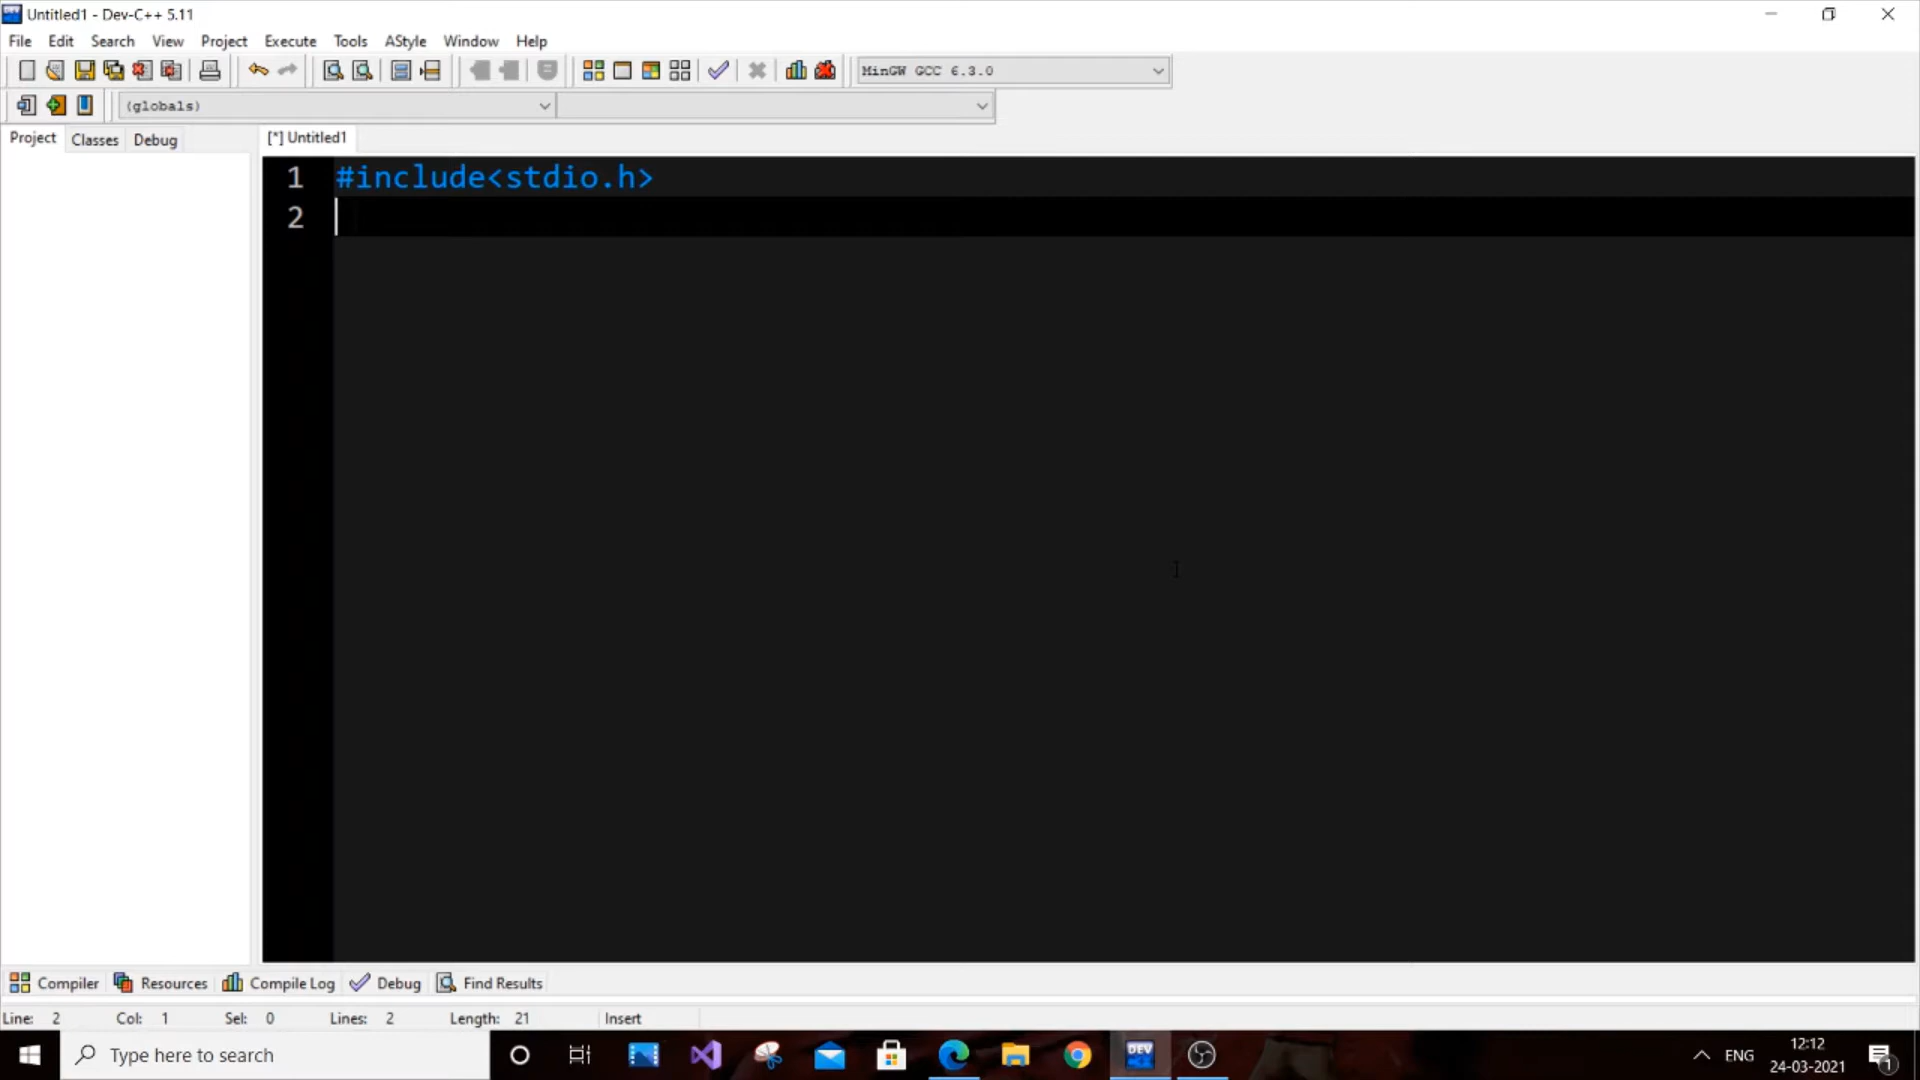 Untitled1 - Dev-C++ 5.11
File Edit Search View Project Execute Tools AStyle Window Help
MinGW GCC 6.3.0
(globals)
Project Classes Debug
[*] Untitled1
1 #include<stdio.h>
2
Compiler Resources Compile Log Debug Find Results
Line: 2 Col: 1 Sel: 0 Lines: 2 Length: 21 Insert
Type here to search
DEV
ENG
12:12
24-03-2021
1